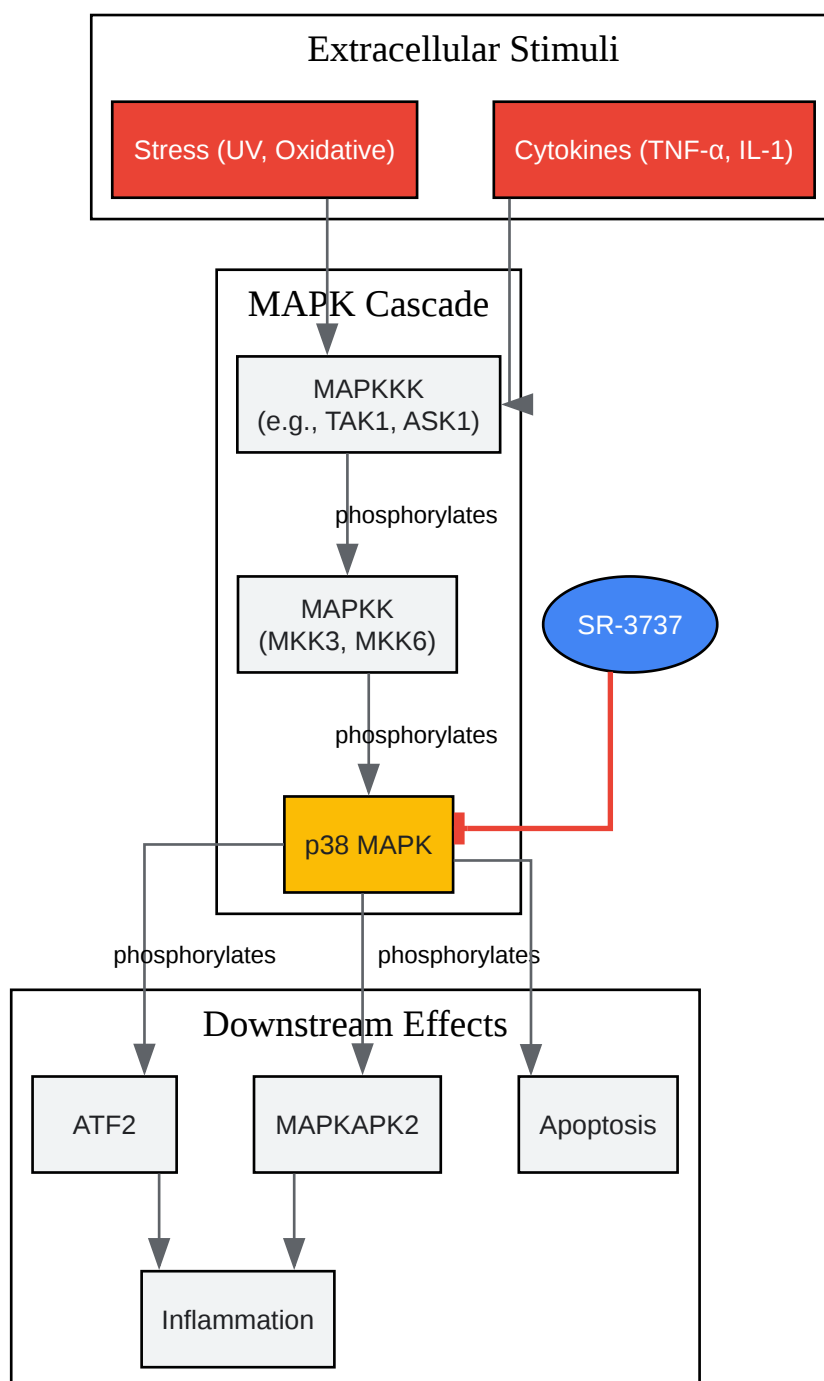 Extracellular Stimuli
Stress (UV, Oxidative)
Cytokines (TNF-α, IL-1)
MAPK Cascade
MAPKKK
(e.g., TAK1, ASK1)
phosphorylates
MAPKK
(MKK3, MKK6)
SR-3737
phosphorylates
p38 MAPK
phosphorylates
phosphorylates
Downstream Effects
ATF2
MAPKAPK2
Apoptosis
Inflammation